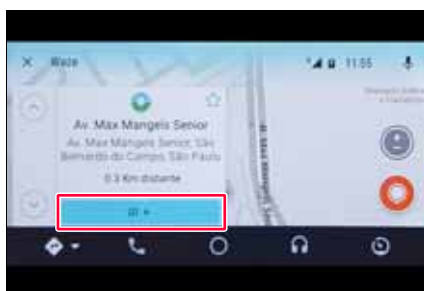 Waze
11:55
Av. Max Mangels Senior
Av. Max Mangels Senior, São
Bernardo do Campo, São Paulo
0.3 Km distante